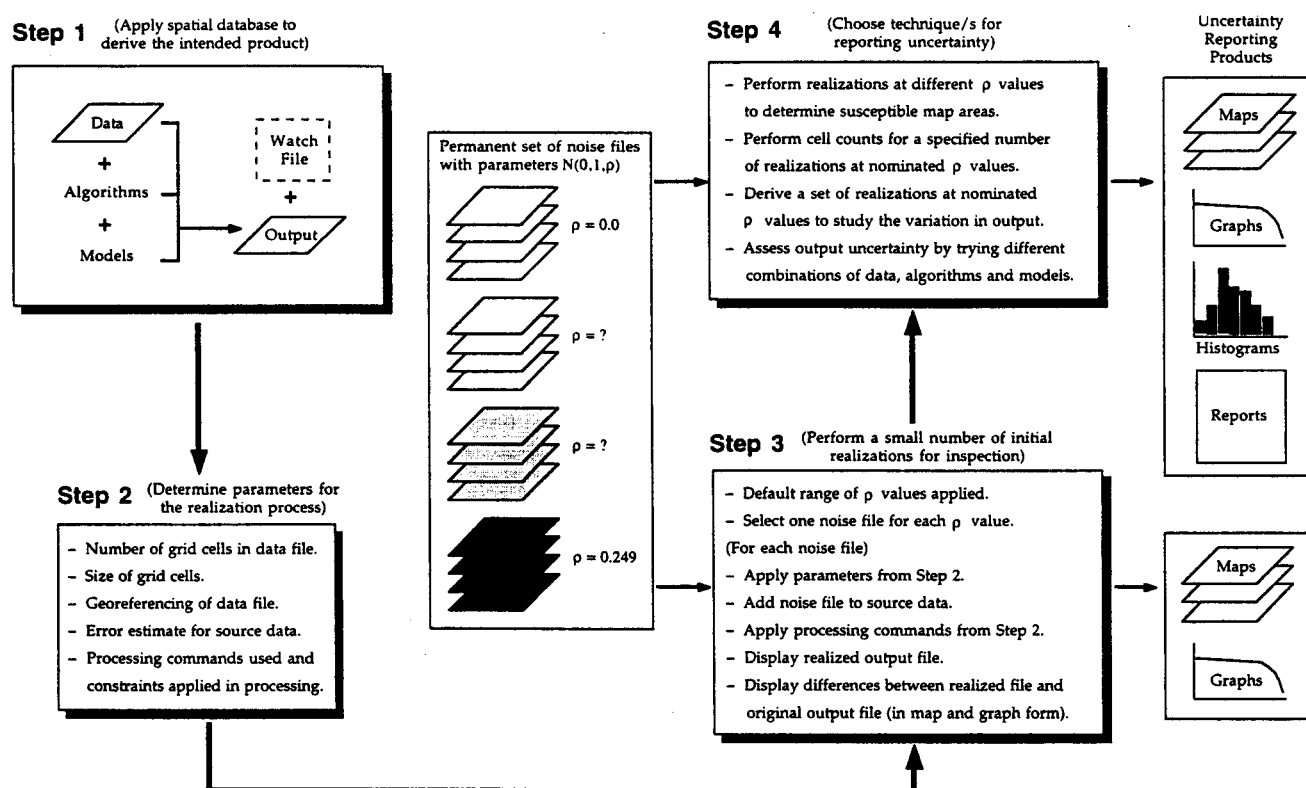 Step 1 (Apply spatial database to
derive the intended product)
Data
+
Algorithms
+
Models
Watch
File
+
Output
Step 2 (Determine parameters for
the realization process)
– Number of grid cells in data file.
– Size of grid cells.
– Georeferencing of data file.
– Error estimate for source data.
– Processing commands used and
constraints applied in processing.
Permanent set of noise files
with parameters N(0,1,ρ)
ρ = 0.0
ρ = ?
ρ = ?
ρ = 0.249
Step 4 (Choose technique/s for
reporting uncertainty)
– Perform realizations at different ρ values
to determine susceptible map areas.
– Perform cell counts for a specified number
of realizations at nominated ρ values.
– Derive a set of realizations at nominated
ρ values to study the variation in output.
– Assess output uncertainty by trying different
combinations of data, algorithms and models.
Step 3 (Perform a small number of initial
realizations for inspection)
– Default range of ρ values applied.
– Select one noise file for each ρ value.
(For each noise file)
– Apply parameters from Step 2.
– Add noise file to source data.
– Apply processing commands from Step 2.
– Display realized output file.
– Display differences between realized file and
original output file (in map and graph form).
Uncertainty
Reporting
Products
Maps
Graphs
Histograms
Reports
Maps
Graphs